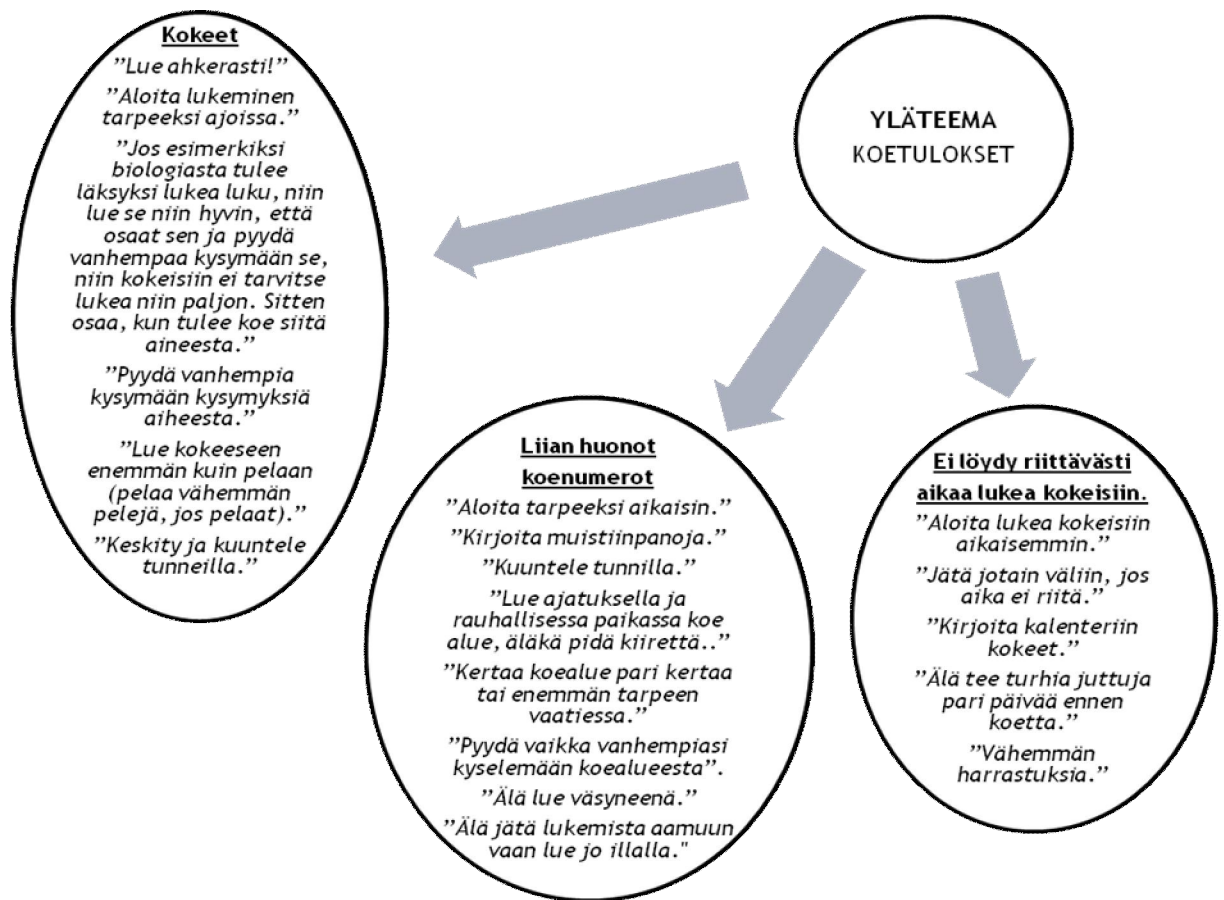 Kokeet
”Lue ahkerasti!”
”Aloita lukeminen
tarpeeksi ajoissa.”
”Jos esimerkiksi
biologiasta tulee
läksyksi lukea luku, niin
lue se niin hyvin, että
osaat sen ja pyydä
vanhempaa kysymään se,
niin kokeisiin ei tarvitse
lukea niin paljon. Sitten
osaa, kun tulee koe siitä
aineesta.”
”Pyydä vanhempia
kysymään kysymyksiä
aiheesta.”
”Lue kokeeseen
enemmän kuin pelaan
(pelaa vähemmän
pelejä, jos pelaat).”
”Keskity ja kuuntele
tunneilla.”
YLÄTEEMA
KOETULOKSET
Liian huonot
koenumerot
”Aloita tarpeeksi aikaisin.”
”Kirjoita muistiinpanoja.”
”Kuuntele tunnilla.”
”Lue ajatuksella ja
rauhallisessa paikassa koe
alue, äläkä pidä kiirettä..”
”Kertaa koealue pari kertaa
tai enemmän tarpeen
vaatiessa.”
”Pyydä vaikka vanhempiasi
kyselemään koealueesta”.
”Älä lue väsyneenä.”
”Älä jätä lukemista aamuun
vaan lue jo illalla."
Ei löydy riittävästi
aikaa lukea kokeisiin.
”Aloita lukea kokeisiin
aikaisemmin.”
”Jätä jotain väliin, jos
aika ei riitä.”
”Kirjoita kalenteriin
kokeet.”
”Älä tee turhia juttuja
pari päivää ennen
koetta.”
”Vähemmän
harrastuksia.”